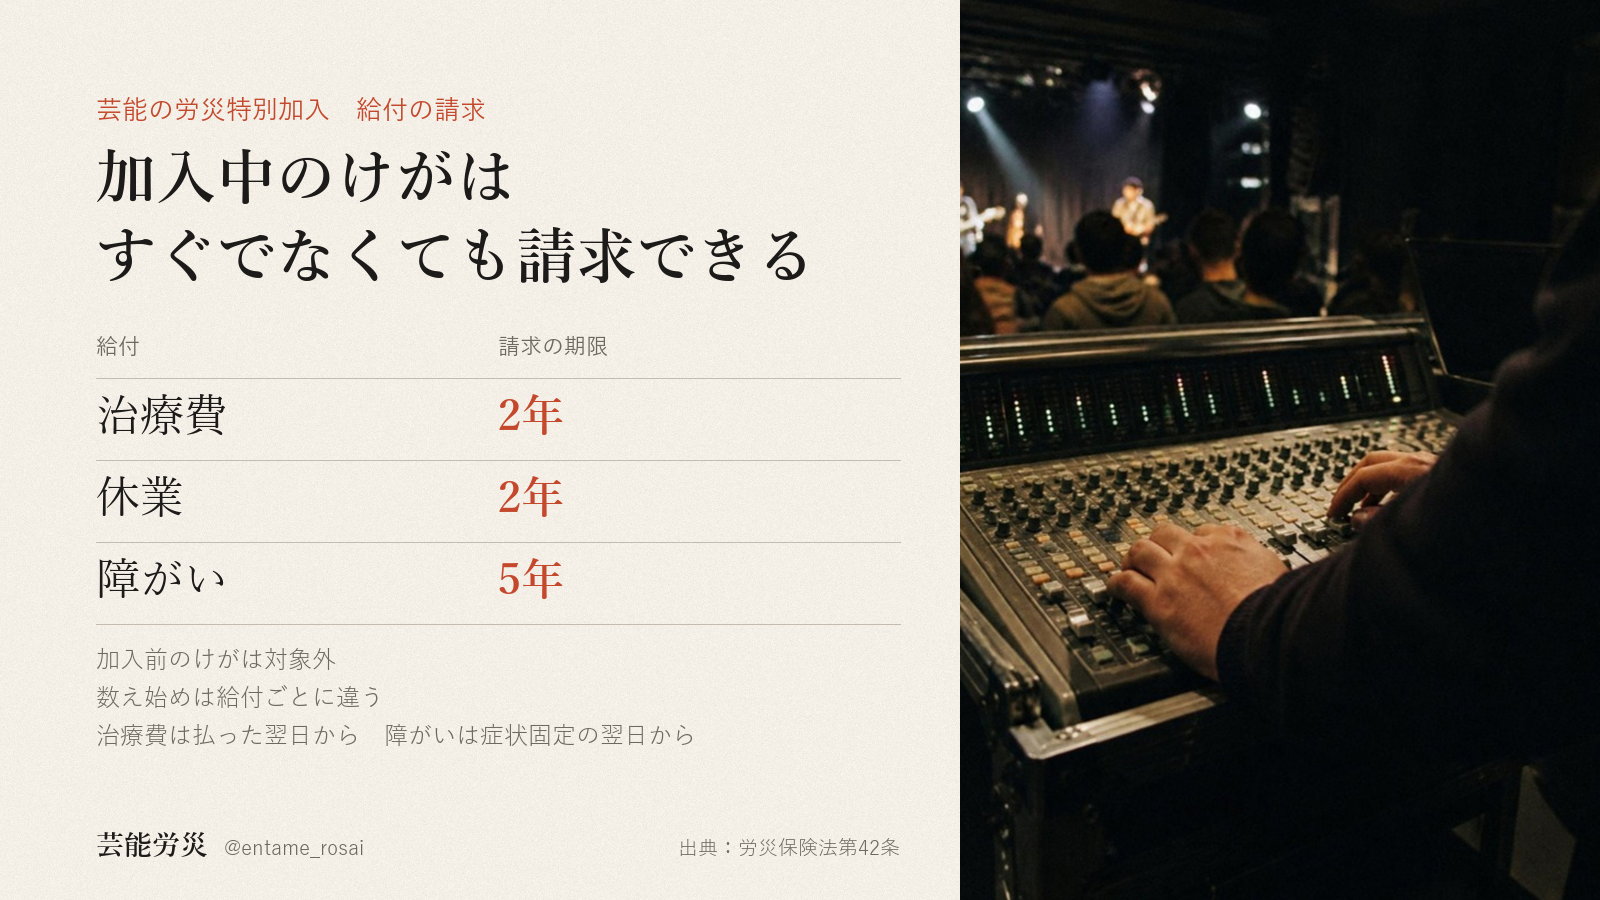 芸能の労災特別加入　給付の請求
加入中のけがは
すぐでなくても請求できる
給付　請求の期限
治療費　2年
休業　2年
障がい　5年
加入前のけがは対象外
数え始めは給付ごとに違う
治療費は払った翌日から　障がいは症状固定の翌日から
芸能労災　@entame_rosai　出典：労災保険法第42条